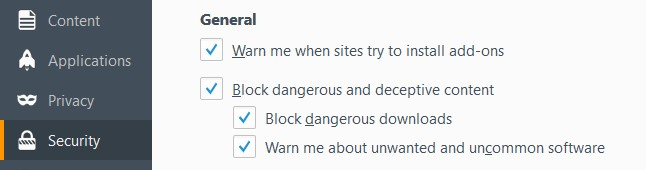 Content
Applications
Privacy
Security
General
Warn me when sites try to install add-ons
Block dangerous and deceptive content
Block dangerous downloads
Warn me about unwanted and uncommon software